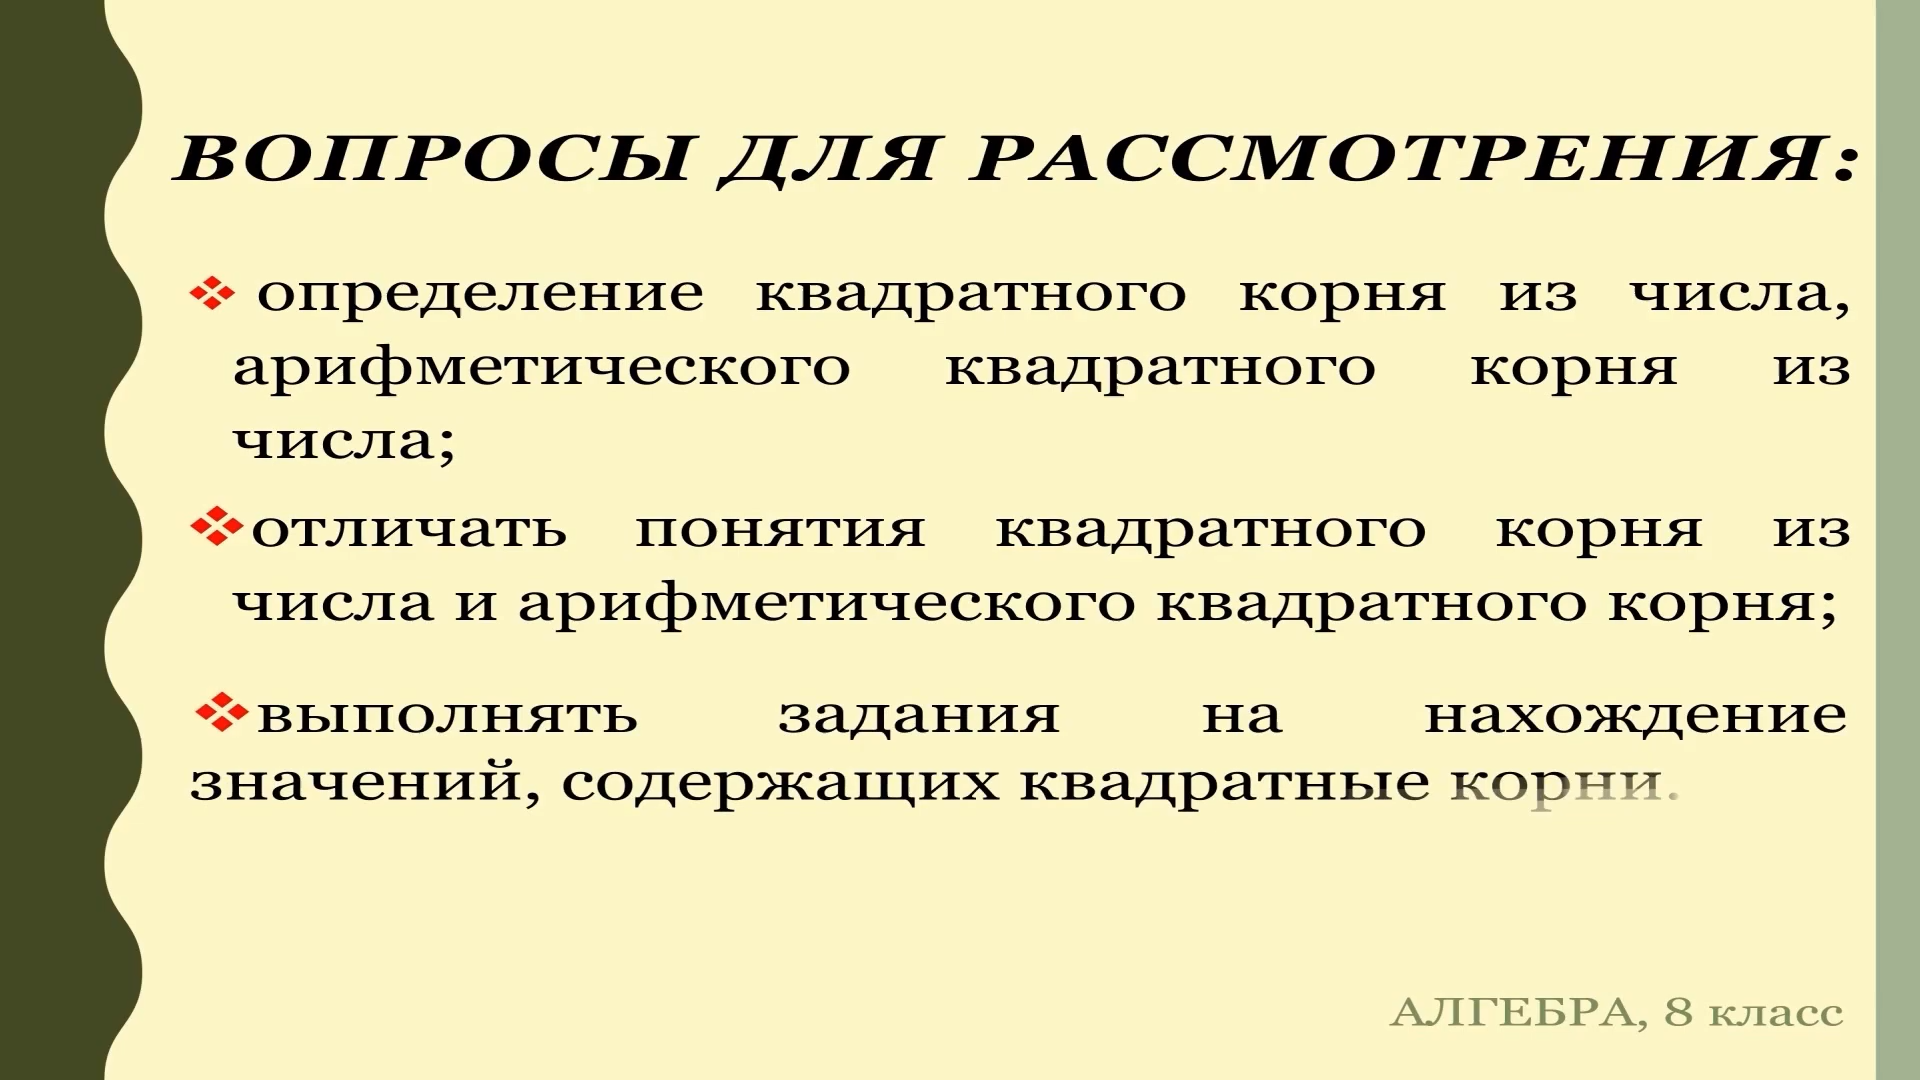 ВОПРОСЫ ДЛЯ РАССМОТРЕНИЯ:
определение квадратного корня из числа,
арифметического квадратного корня из
числа;
отличать понятия квадратного корня из
числа и арифметического квадратного корня;
выполнять задания на нахождение
значений, содержащих квадратные корни.
АЛГЕБРА, 8 класс